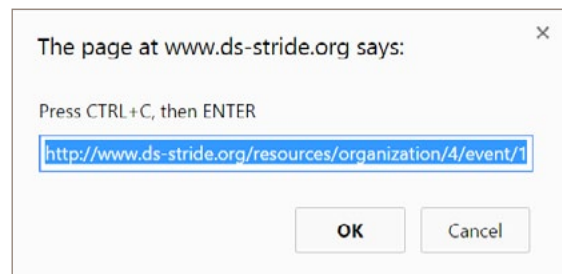 The page at www.ds-stride.org says:
Press CTRL+C, then ENTER
http://www.ds-stride.org/resources/organization/4/event/1
OK Cancel